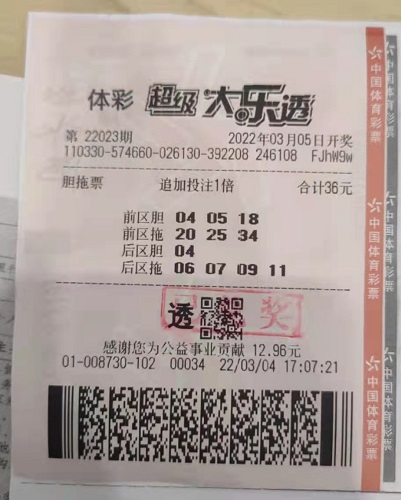 体彩 超级大乐透
第 22023期 2022年03月05日开奖
110330-574660-026130-392208 246108 FJhW9w
胆拖票 追加投注1倍 合计36元
前区胆 04 05 18
前区拖 20 25 34
后区胆 04
后区拖 06 07 09 11
透 奖
感谢您为公益事业贡献 12.96元
01-008730-102 00034 22/03/04 17:07:21
中国体育彩票
中国体育彩票
中国体育彩票
中国体育彩票